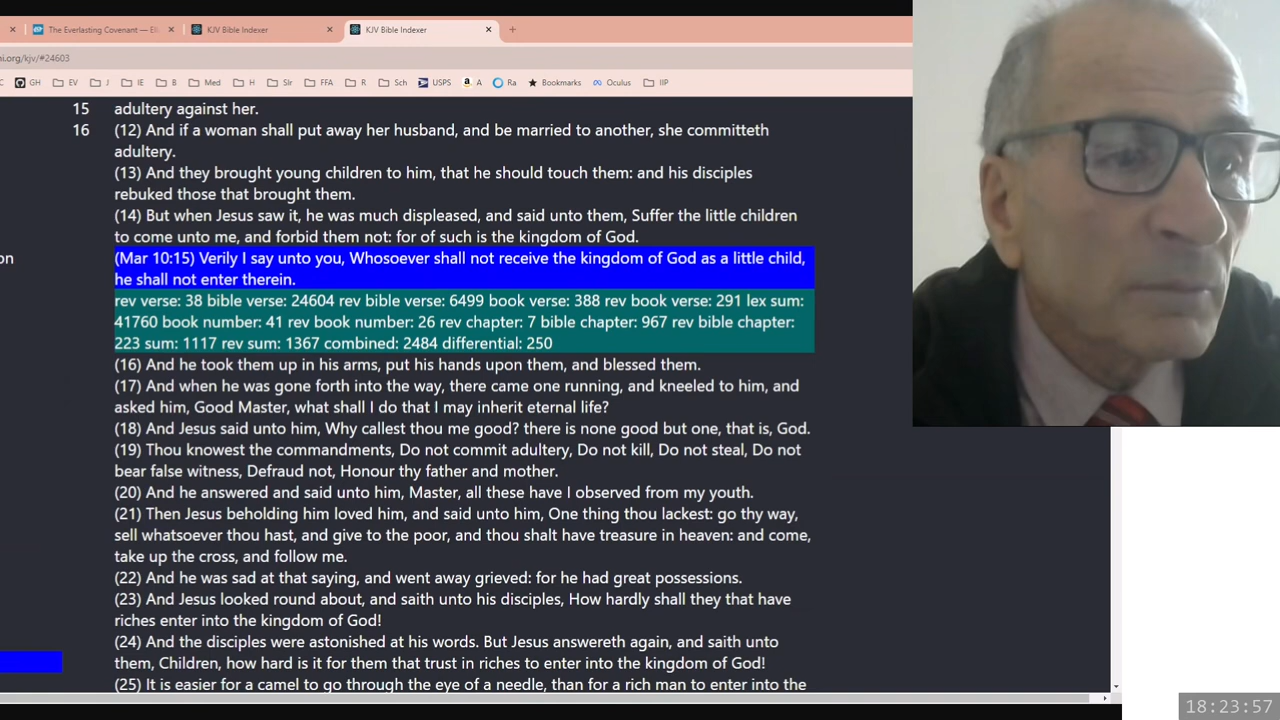 The Everlasting Covenant — Ell
KJV Bible Indexer
KJV Bible Indexer
ni.org/kjv/#24603
GH EV J IE B Med H Slr FFA R Sch USPS A Ra Bookmarks Oculus IIP
15 adultery against her.
16 (12) And if a woman shall put away her husband, and be married to another, she committeth
adultery.
(13) And they brought young children to him, that he should touch them: and his disciples
rebuked those that brought them.
(14) But when Jesus saw it, he was much displeased, and said unto them, Suffer the little children
to come unto me, and forbid them not: for of such is the kingdom of God.
on (Mar 10:15) Verily I say unto you, Whosoever shall not receive the kingdom of God as a little child,
he shall not enter therein.
rev verse: 38 bible verse: 24604 rev bible verse: 6499 book verse: 388 rev book verse: 291 lex sum:
41760 book number: 41 rev book number: 26 rev chapter: 7 bible chapter: 967 rev bible chapter:
223 sum: 1117 rev sum: 1367 combined: 2484 differential: 250
(16) And he took them up in his arms, put his hands upon them, and blessed them.
(17) And when he was gone forth into the way, there came one running, and kneeled to him, and
asked him, Good Master, what shall I do that I may inherit eternal life?
(18) And Jesus said unto him, Why callest thou me good? there is none good but one, that is, God.
(19) Thou knowest the commandments, Do not commit adultery, Do not kill, Do not steal, Do not
bear false witness, Defraud not, Honour thy father and mother.
(20) And he answered and said unto him, Master, all these have I observed from my youth.
(21) Then Jesus beholding him loved him, and said unto him, One thing thou lackest: go thy way,
sell whatsoever thou hast, and give to the poor, and thou shalt have treasure in heaven: and come,
take up the cross, and follow me.
(22) And he was sad at that saying, and went away grieved: for he had great possessions.
(23) And Jesus looked round about, and saith unto his disciples, How hardly shall they that have
riches enter into the kingdom of God!
(24) And the disciples were astonished at his words. But Jesus answereth again, and saith unto
them, Children, how hard is it for them that trust in riches to enter into the kingdom of God!
(25) It is easier for a camel to go through the eye of a needle, than for a rich man to enter into the
18:23:57